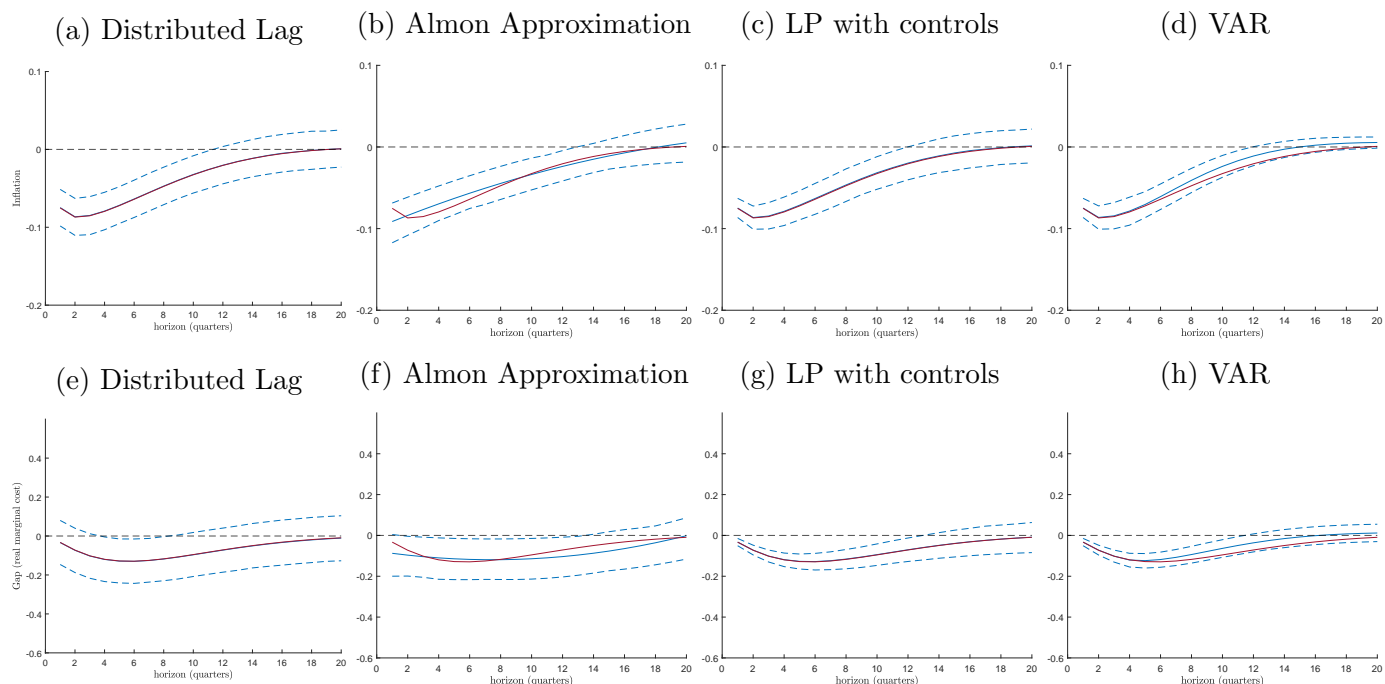 (a) Distributed Lag
(b) Almon Approximation
(c) LP with controls
(d) VAR
0.1
0
-0.1
-0.2
Inflation
0 2 4 6 8 10 12 14 16 18 20
horizon (quarters)
0.1
0
-0.1
-0.2
0 2 4 6 8 10 12 14 16 18 20
horizon (quarters)
0.1
0
-0.1
-0.2
0 2 4 6 8 10 12 14 16 18 20
horizon (quarters)
0.1
0
-0.1
-0.2
0 2 4 6 8 10 12 14 16 18 20
horizon (quarters)
(e) Distributed Lag
(f) Almon Approximation
(g) LP with controls
(h) VAR
0.4
0.2
0
-0.2
-0.4
-0.6
Gap (real marginal cost)
0 2 4 6 8 10 12 14 16 18 20
horizon (quarters)
0.4
0.2
0
-0.2
-0.4
-0.6
0 2 4 6 8 10 12 14 16 18 20
horizon (quarters)
0.4
0.2
0
-0.2
-0.4
-0.6
0 2 4 6 8 10 12 14 16 18 20
horizon (quarters)
0.4
0.2
0
-0.2
-0.4
-0.6
0 2 4 6 8 10 12 14 16 18 20
horizon (quarters)